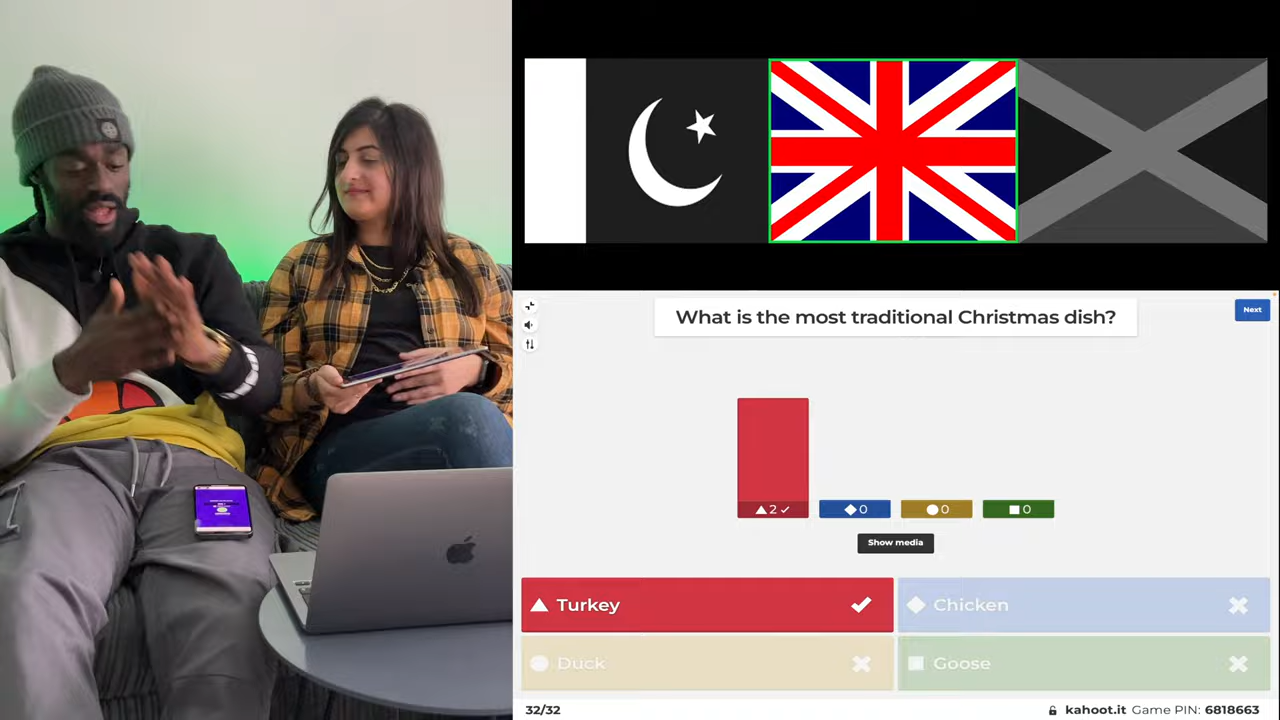 What is the most traditional Christmas dish?
Next
2
0
0
0
Show media
Turkey
Chicken
Duck
Goose
32/32
kahoot.it Game PIN: 6818663